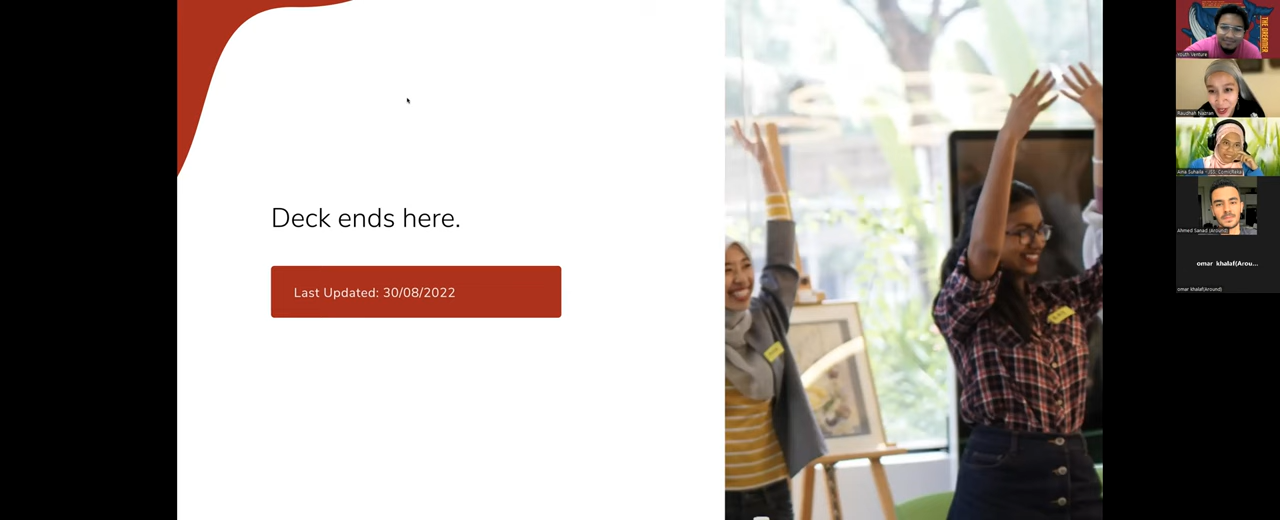 Deck ends here.
Last Updated: 30/08/2022
THE DREAMER
Youth Venture
Raudhah Nazran
Ahmed Sanad (Around)
omar khalaf(Arou...
omar khalaf(Around)